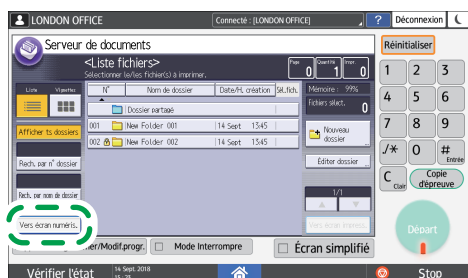 LONDON OFFICE
Connecté : [LONDON OFFICE]
?
Déconnexion
Serveur de documents
<Liste fichiers>
Sélectionner le/les fichier(s) à imprimer.
Page
0
Quantité
1
Impr.
0
Réinitialiser
Liste
Vignettes
N°
Nom de dossier
Date/H. création
Sél.fich.
Mémoire : 99%
Fichiers sélect.
0
Dossier partagé
001 New Folder 001 14 Sept 13:45
002 New Folder 002 14 Sept 13:45
Afficher ts dossiers
Rech. par n° dossier
Rech. par nom de dossier
Vers écran numéris.
Nouveau dossier
Éditer dossier
1/1
Vers écran impress.
1 2 3
4 5 6
7 8 9
./* 0 #
Entrée
C Clair
Copie d'épreuve
Départ
mer/Modif.progr.
Mode Interrompre
Écran simplifié
Vérifier l'état
14 Sept. 2018
Stop